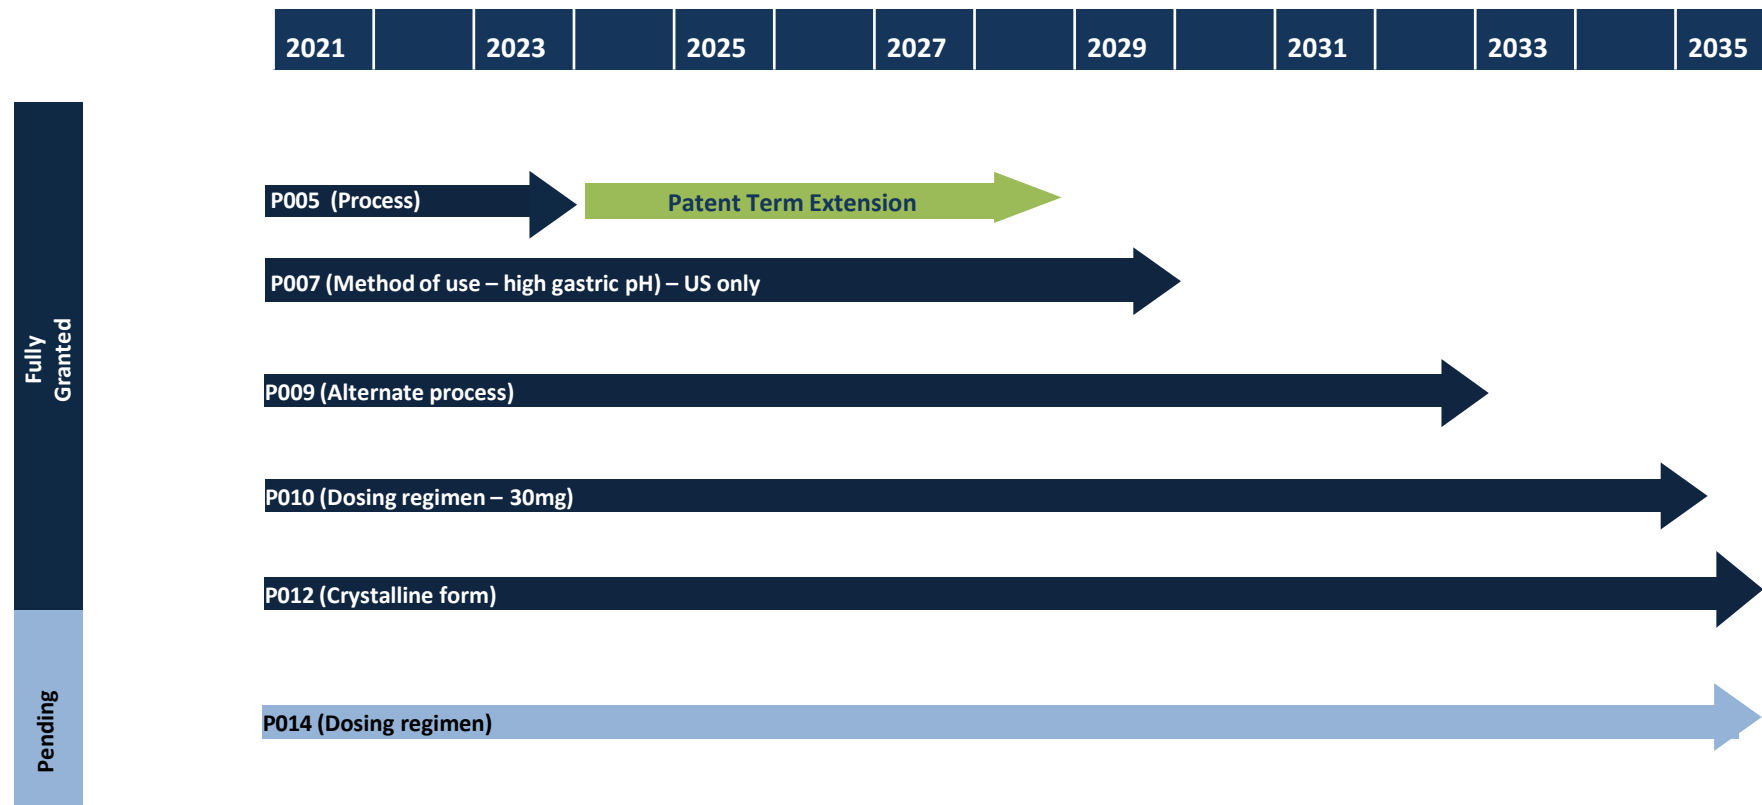 2021 2023 2025 2027 2029 2031 2033 2035
Fully
Granted
P005  (Process)
Patent Term Extension
P007 (Method of use – high gastric pH) – US only
P009 (Alternate process)
P010 (Dosing regimen – 30mg)
P012 (Crystalline form)
Pending
P014 (Dosing regimen)